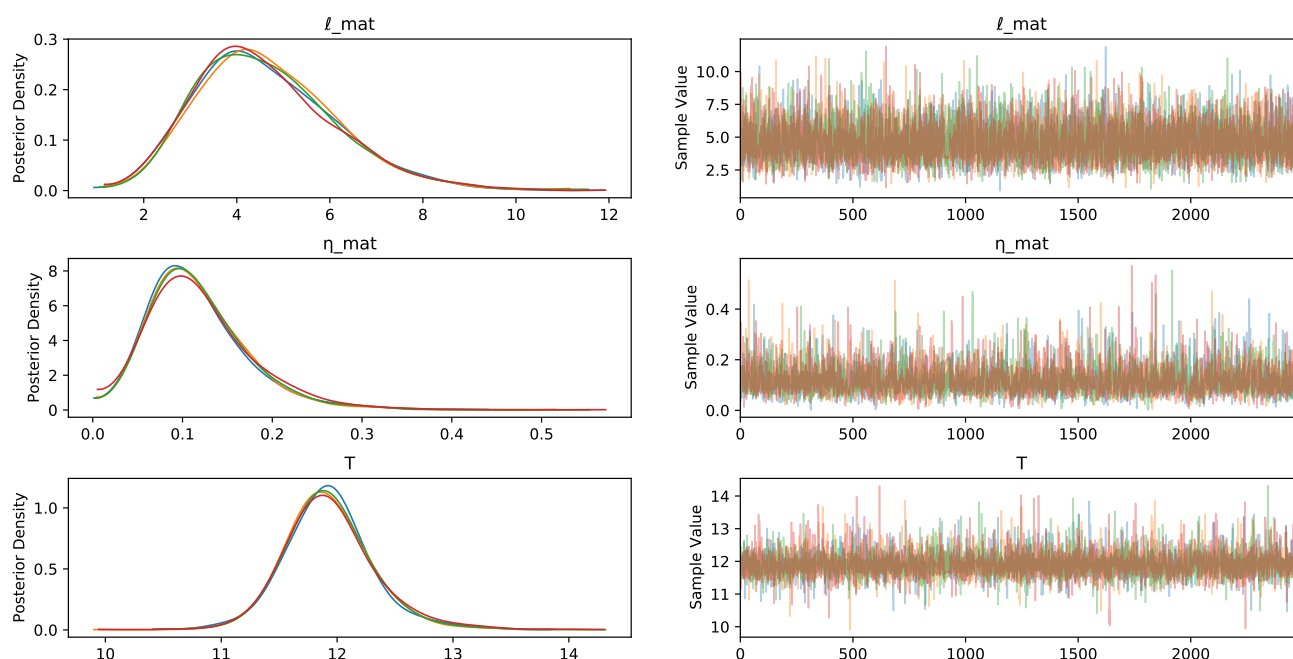 ℓ_mat
Posterior Density
0.3
0.2
0.1
0.0
2 4 6 8 10 12
ℓ_mat
Sample Value
10.0
7.5
5.0
2.5
0 500 1000 1500 2000
η_mat
Posterior Density
8
6
4
2
0
0.0 0.1 0.2 0.3 0.4 0.5
η_mat
Sample Value
0.4
0.2
0.0
0 500 1000 1500 2000
T
Posterior Density
1.0
0.5
0.0
10 11 12 13 14
T
Sample Value
14
13
12
11
10
0 500 1000 1500 2000